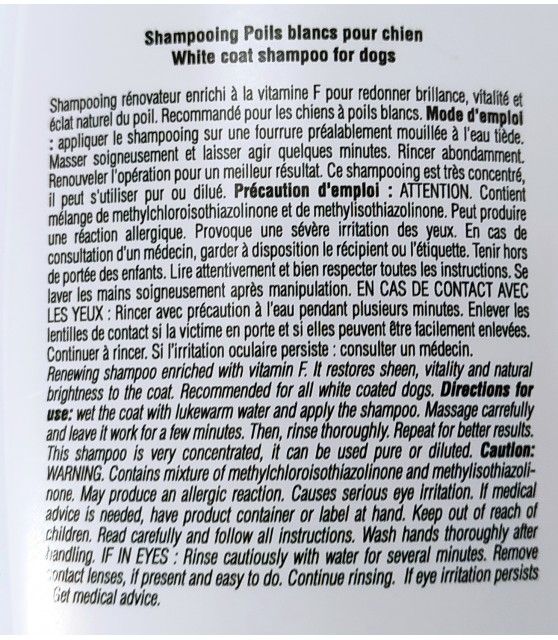 Shampooing Poils blancs pour chien
White coat shampoo for dogs
Shampooing rénovateur enrichi à la vitamine F pour redonner brillance, vitalité et
éclat naturel du poil. Recommandé pour les chiens à poils blancs. Mode d'emploi
: appliquer le shampooing sur une fourrure préalablement mouillée à l'eau tiède.
Masser soigneusement et laisser agir quelques minutes. Rincer abondamment.
Renouveler l'opération pour un meilleur résultat. Ce shampooing est très concentré,
il peut s'utiliser pur ou dilué. Précaution d'emploi : ATTENTION. Contient
mélange de methylchloroisothiazolinone et de methylisothiazolinone. Peut produire
une réaction allergique. Provoque une sévère irritation des yeux. En cas de
consultation d'un médecin, garder à disposition le récipient ou l'étiquette. Tenir hors
de portée des enfants. Lire attentivement et bien respecter toutes les instructions. Se
laver les mains soigneusement après manipulation. EN CAS DE CONTACT AVEC
LES YEUX : Rincer avec précaution à l'eau pendant plusieurs minutes. Enlever les
lentilles de contact si la victime en porte et si elles peuvent être facilement enlevées.
Continuer à rincer. Si l'irritation oculaire persiste : consulter un médecin.
Renewing shampoo enriched with vitamin F. It restores sheen, vitality and natural
brightness to the coat. Recommended for all white coated dogs. Directions for
use: wet the coat with lukewarm water and apply the shampoo. Massage carefully
and leave it work for a few minutes. Then, rinse thoroughly. Repeat for better results.
This shampoo is very concentrated, it can be used pure or diluted. Caution:
WARNING. Contains mixture of methylchloroisothiazolinone and methylisothiazoli-
none. May produce an allergic reaction. Causes serious eye irritation. If medical
advice is needed, have product container or label at hand. Keep out of reach of
children. Read carefully and follow all instructions. Wash hands thoroughly after
handling. IF IN EYES : Rinse cautiously with water for several minutes. Remove
contact lenses, if present and easy to do. Continue rinsing. If eye irritation persists
Get medical advice.